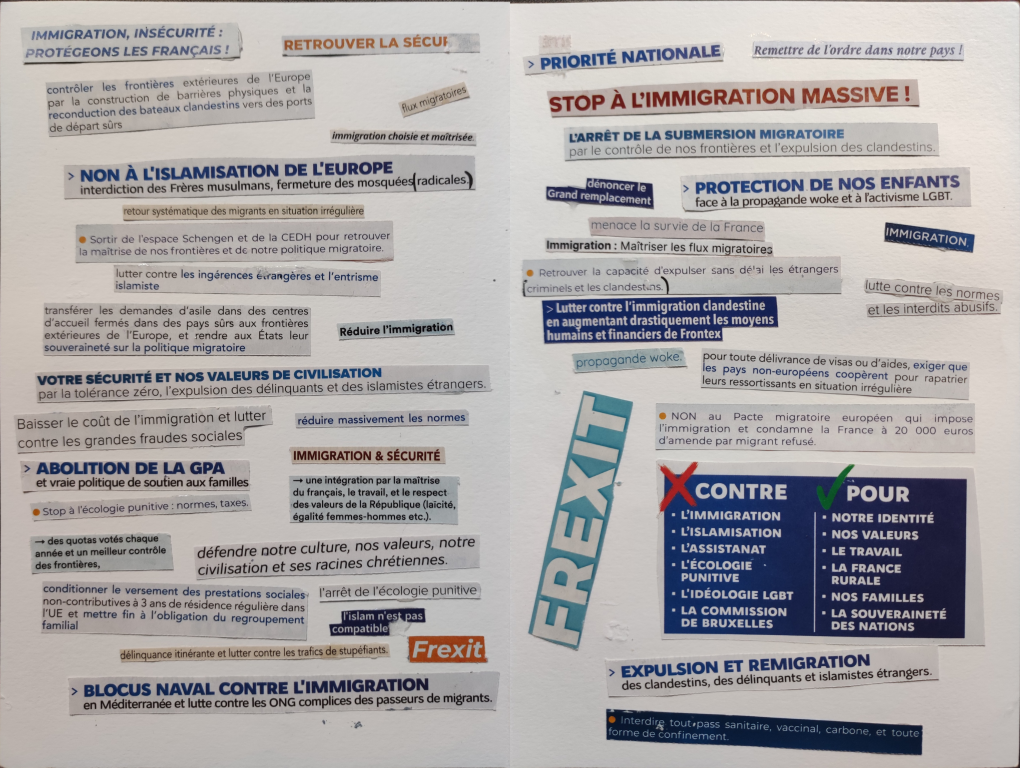 IMMIGRATION, INSÉCURITÉ :
PROTÉGEONS LES FRANÇAIS !
RETROUVER LA SÉCU
contrôler les frontières extérieures de l'Europe
par la construction de barrières physiques et la
reconduction des bateaux clandestins vers des ports
de départ sûrs
flux migratoires
immigration choisie et maîtrisée.
> NON À L'ISLAMISATION DE L'EUROPE
interdiction des Frères musulmans, fermeture des mosquées (radicales.)
retour systématique des migrants en situation irrégulière
● Sortir de l'espace Schengen et de la CEDH pour retrouver
la maîtrise de nos frontières et de notre politique migratoire.
lutter contre les ingérences étrangères et l'entrisme
islamiste
transférer les demandes d'asile dans des centres
d'accueil fermés dans des pays sûrs aux frontières
extérieures de l'Europe, et rendre aux États leur
souveraineté sur la politique migratoire
Réduire l'immigration
VOTRE SÉCURITÉ ET NOS VALEURS DE CIVILISATION
par la tolérance zéro, l'expulsion des délinquants et des islamistes étrangers.
Baisser le coût de l'immigration et lutter
contre les grandes fraudes sociales
réduire massivement les normes
IMMIGRATION & SÉCURITÉ
> ABOLITION DE LA GPA
et vraie politique de soutien aux familles
→ une intégration par la maîtrise
du français, le travail, et le respect
des valeurs de la République (laïcité,
égalité femmes-hommes etc.).
● Stop à l'écologie punitive : normes, taxes.
→ des quotas votés chaque
année et un meilleur contrôle
des frontières,
défendre notre culture, nos valeurs, notre
civilisation et ses racines chrétiennes.
conditionner le versement des prestations sociales
non-contributives à 3 ans de résidence régulière dans
l'UE et mettre fin à l'obligation du regroupement
familial
l'arrêt de l'écologie punitive
l'islam n'est pas
compatible
délinquance itinérante et lutter contre les trafics de stupéfiants.
Frexit
> BLOCUS NAVAL CONTRE L'IMMIGRATION
en Méditerranée et lutte contre les ONG complices des passeurs de migrants.
> PRIORITÉ NATIONALE
Remettre de l'ordre dans notre pays !
STOP À L'IMMIGRATION MASSIVE !
L'ARRÊT DE LA SUBMERSION MIGRATOIRE
par le contrôle de nos frontières et l'expulsion des clandestins.
dénoncer le
Grand remplacement
> PROTECTION DE NOS ENFANTS
face à la propagande woke et à l'activisme LGBT.
menace la survie de la France
IMMIGRATION.
Immigration : Maîtriser les flux migratoires
● Retrouver la capacité d'expulser sans délai les étrangers
(criminels et les clandestins.)
lutte contre les normes
et les interdits abusifs.
> Lutter contre l'immigration clandestine
en augmentant drastiquement les moyens
humains et financiers de Frontex
propagande woke.
pour toute délivrance de visas ou d'aides, exiger que
les pays non-européens coopèrent pour rapatrier
leurs ressortissants en situation irrégulière
FREXIT
● NON au Pacte migratoire européen qui impose
l'immigration et condamne la France à 20 000 euros
d'amende par migrant refusé.
CONTRE
▪ L'IMMIGRATION
▪ L'ISLAMISATION
▪ L'ASSISTANAT
▪ L'ÉCOLOGIE
PUNITIVE
▪ L'IDÉOLOGIE LGBT
▪ LA COMMISSION
DE BRUXELLES
POUR
▪ NOTRE IDENTITÉ
▪ NOS VALEURS
▪ LE TRAVAIL
▪ LA FRANCE
RURALE
▪ NOS FAMILLES
▪ LA SOUVERAINETÉ
DES NATIONS
> EXPULSION ET REMIGRATION
des clandestins, des délinquants et islamistes étrangers.
● Interdire tout pass sanitaire, vaccinal, carbone, et toute
forme de confinement.